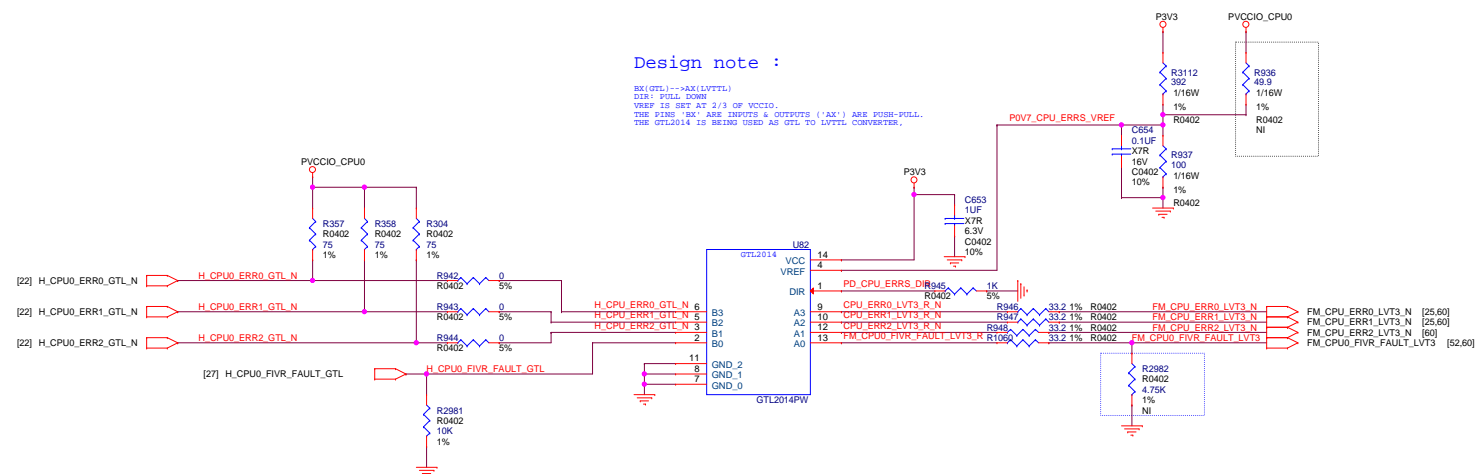 P3V3
PVCCIO_CPU0
Design note :
BX(GTL)-->AX(LVTTL)
DIR: PULL DOWN
VREF IS SET AT 2/3 OF VCCIO.
THE PINS 'BX' ARE INPUTS & OUTPUTS ('AX') ARE PUSH-PULL.
THE GTL2014 IS BEING USED AS GTL TO LVTTL CONVERTER,
R3112
392
1/16W
1%
R0402
R936
49.9
1/16W
1%
R0402
NI
P0V7_CPU_ERRS_VREF
C654
0.1UF
X7R
16V
C0402
10%
R937
100
1/16W
1%
R0402
PVCCIO_CPU0
R357
R0402
75
1%
R358
R0402
75
1%
R304
R0402
75
1%
P3V3
C653
1UF
X7R
6.3V
C0402
10%
U82
GTL2014
VCC 14
VREF 4
DIR 1
PD_CPU_ERRS_DIR
R945
R0402
1K
5%
[22] H_CPU0_ERR0_GTL_N
H_CPU0_ERR0_GTL_N
R942
R0402
0
5%
[22] H_CPU0_ERR1_GTL_N
H_CPU0_ERR1_GTL_N
R943
R0402
0
5%
[22] H_CPU0_ERR2_GTL_N
H_CPU0_ERR2_GTL_N
R944
R0402
0
5%
H_CPU_ERR0_GTL_N 6 B3
H_CPU_ERR1_GTL_N 5 B2
H_CPU_ERR2_GTL_N 3 B1
2 B0
A3 9 CPU_ERR0_LVT3_R_N R946 33.2 1% R0402 FM_CPU_ERR0_LVT3_N FM_CPU_ERR0_LVT3_N [25,60]
A2 10 CPU_ERR1_LVT3_R_N R947 33.2 1% R0402 FM_CPU_ERR1_LVT3_N FM_CPU_ERR1_LVT3_N [25,60]
A1 12 CPU_ERR2_LVT3_R_N R948 33.2 1% R0402 FM_CPU_ERR2_LVT3_N FM_CPU_ERR2_LVT3_N [60]
A0 13 FM_CPU0_FIVR_FAULT_LVT3_R R1060 33.2 1% R0402 FM_CPU0_FIVR_FAULT_LVT3 FM_CPU0_FIVR_FAULT_LVT3 [52,60]
[27] H_CPU0_FIVR_FAULT_GTL
H_CPU0_FIVR_FAULT_GTL
11 GND_2
8 GND_1
7 GND_0
GTL2014PW
R2981
R0402
10K
1%
R2982
R0402
4.75K
1%
NI